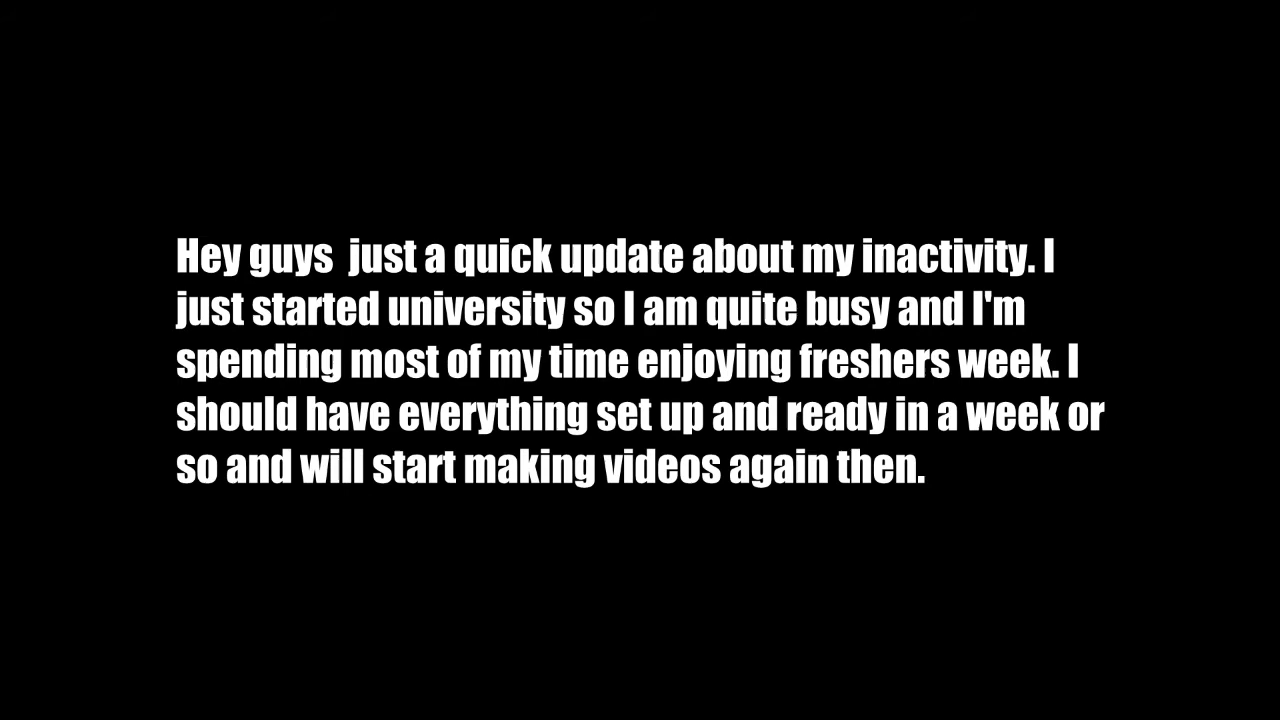 Hey guys  just a quick update about my inactivity. I
just started university so I am quite busy and I'm
spending most of my time enjoying freshers week. I
should have everything set up and ready in a week or
so and will start making videos again then.